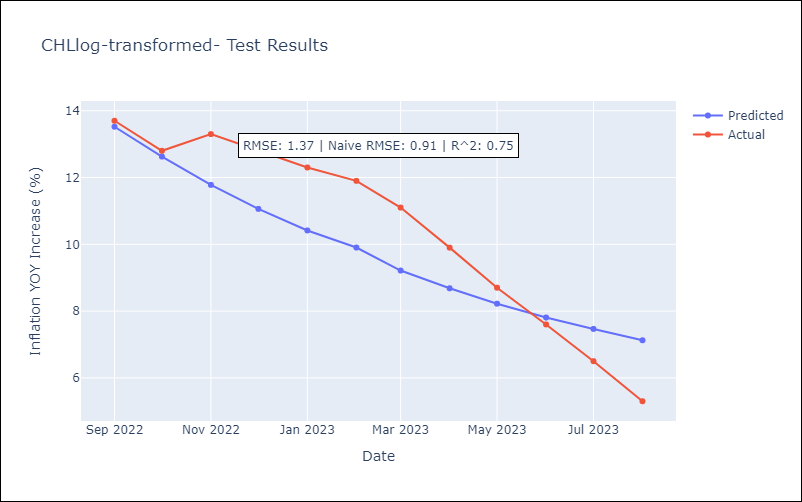 CHLlog-transformed- Test Results
Predicted
Actual
RMSE: 1.37 | Naive RMSE: 0.91 | R^2: 0.75
Inflation YOY Increase (%)
14
12
10
8
6
Sep 2022
Nov 2022
Jan 2023
Mar 2023
May 2023
Jul 2023
Date